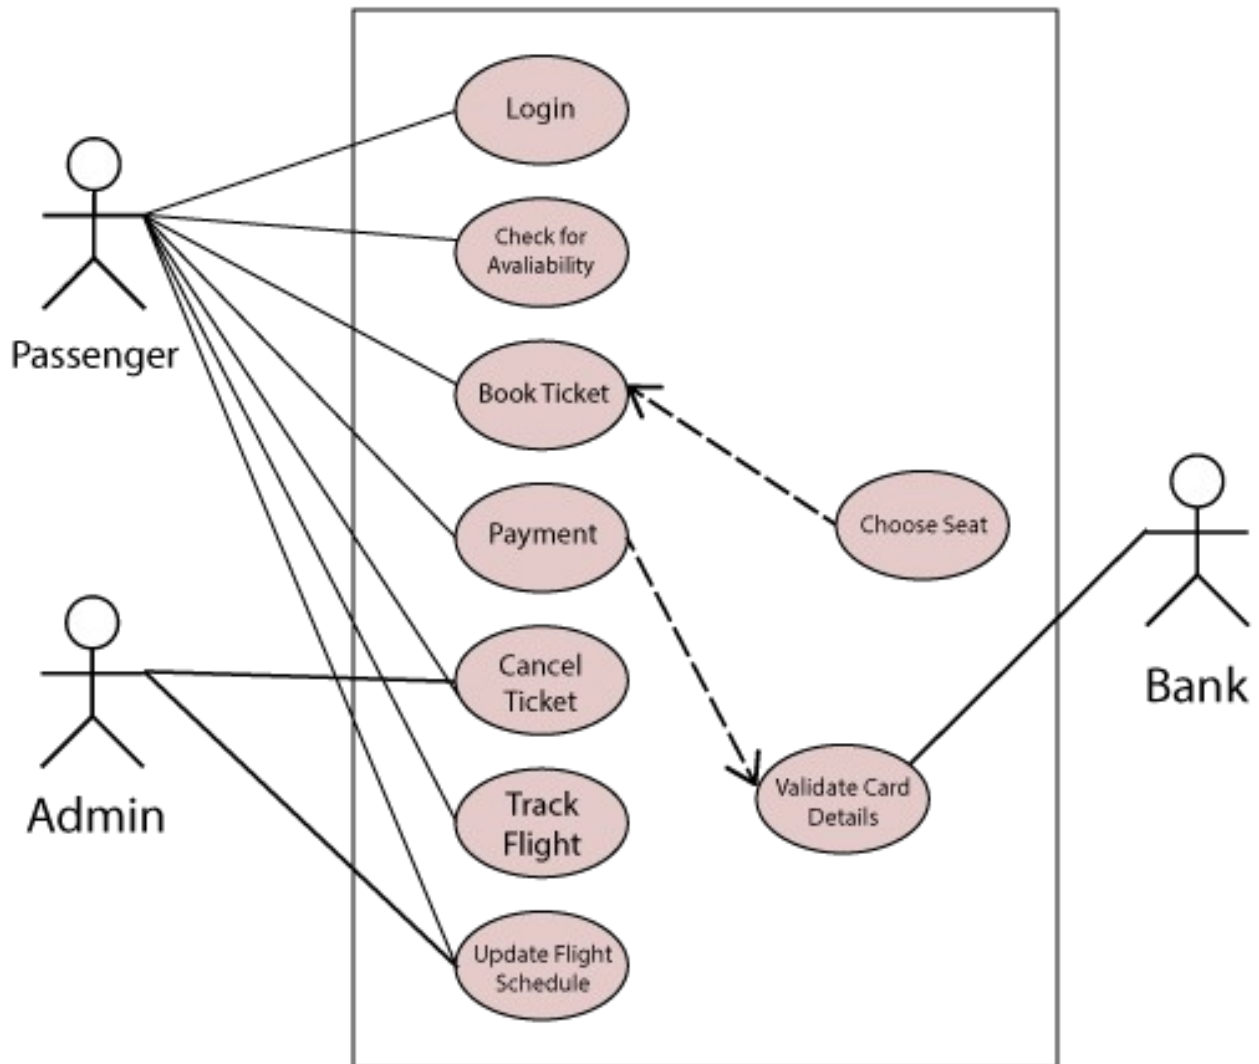 Login
Check for
Avaliability
Passenger
Book Ticket
Payment
Choose Seat
Cancel
Ticket
Bank
Admin
Validate Card
Details
Track
Flight
Update Flight
Schedule